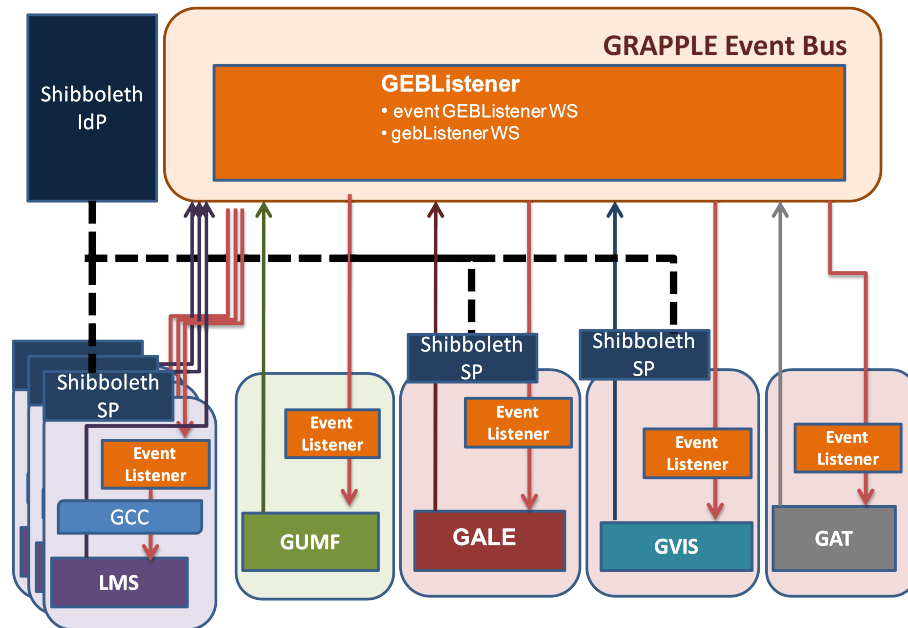 GRAPPLE Event Bus
Shibboleth
IdP
GEBListener
• event GEBListener WS
• gebListener WS
Shibboleth
SP
Shibboleth
SP
Shibboleth
SP
Event
Listener
GCC
LMS
Event
Listener
GUMF
Event
Listener
GALE
Event
Listener
GVIS
Event
Listener
GAT